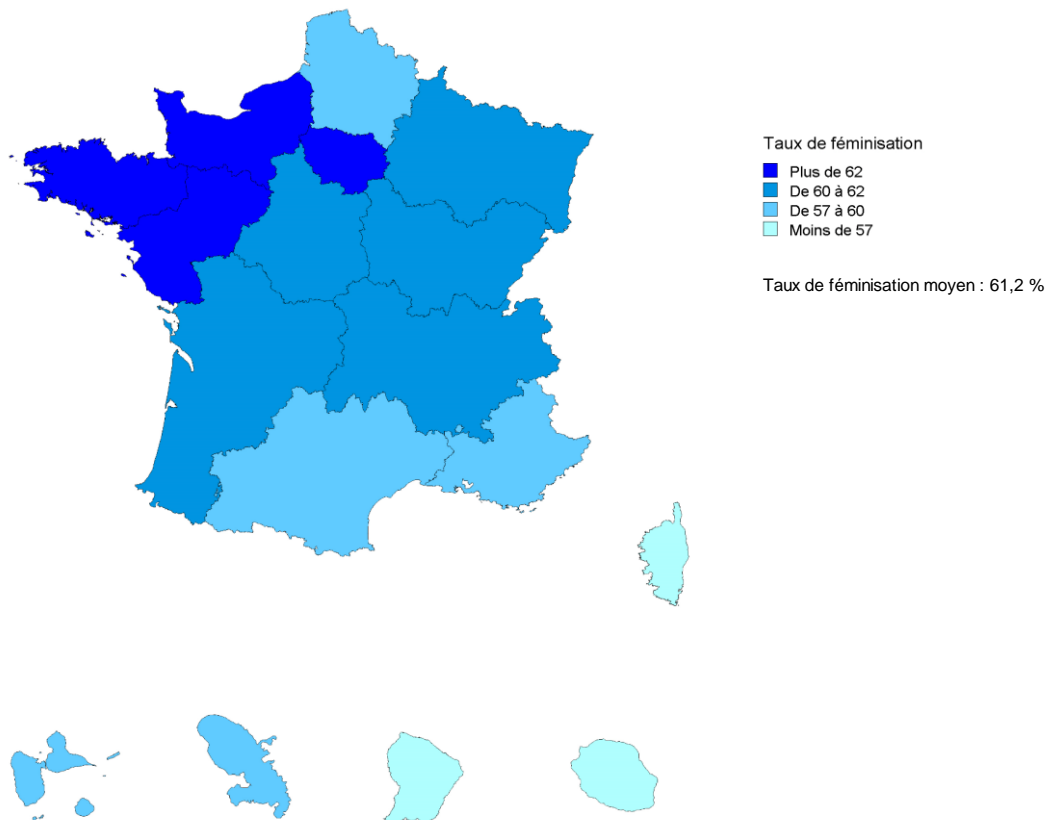 Taux de féminisation
Plus de 62
De 60 à 62
De 57 à 60
Moins de 57
Taux de féminisation moyen : 61,2 %